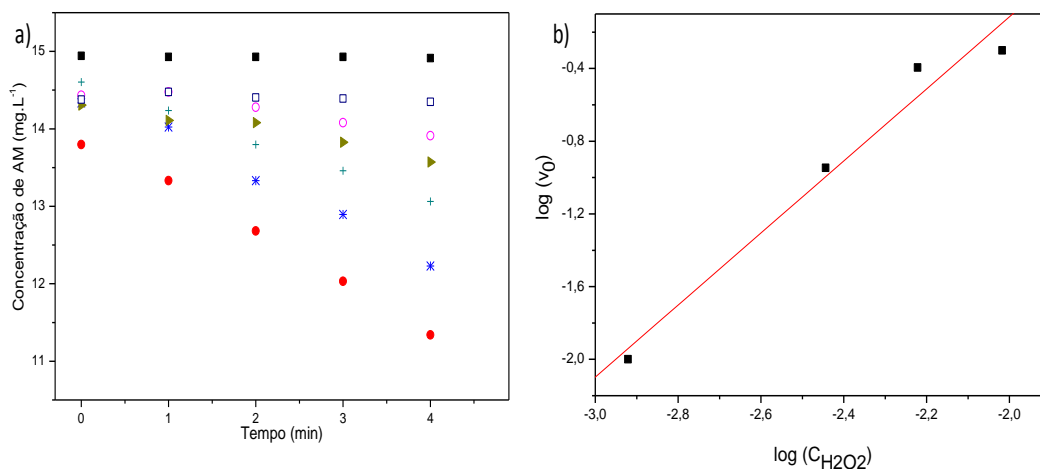 a)
Concentração de AM (mg.L⁻¹)
15
14
13
12
11
0 1 2 3 4
Tempo (min)
b)
log (v₀)
-0,4
-0,8
-1,2
-1,6
-2,0
-3,0 -2,8 -2,6 -2,4 -2,2 -2,0
log (C_H2O2)